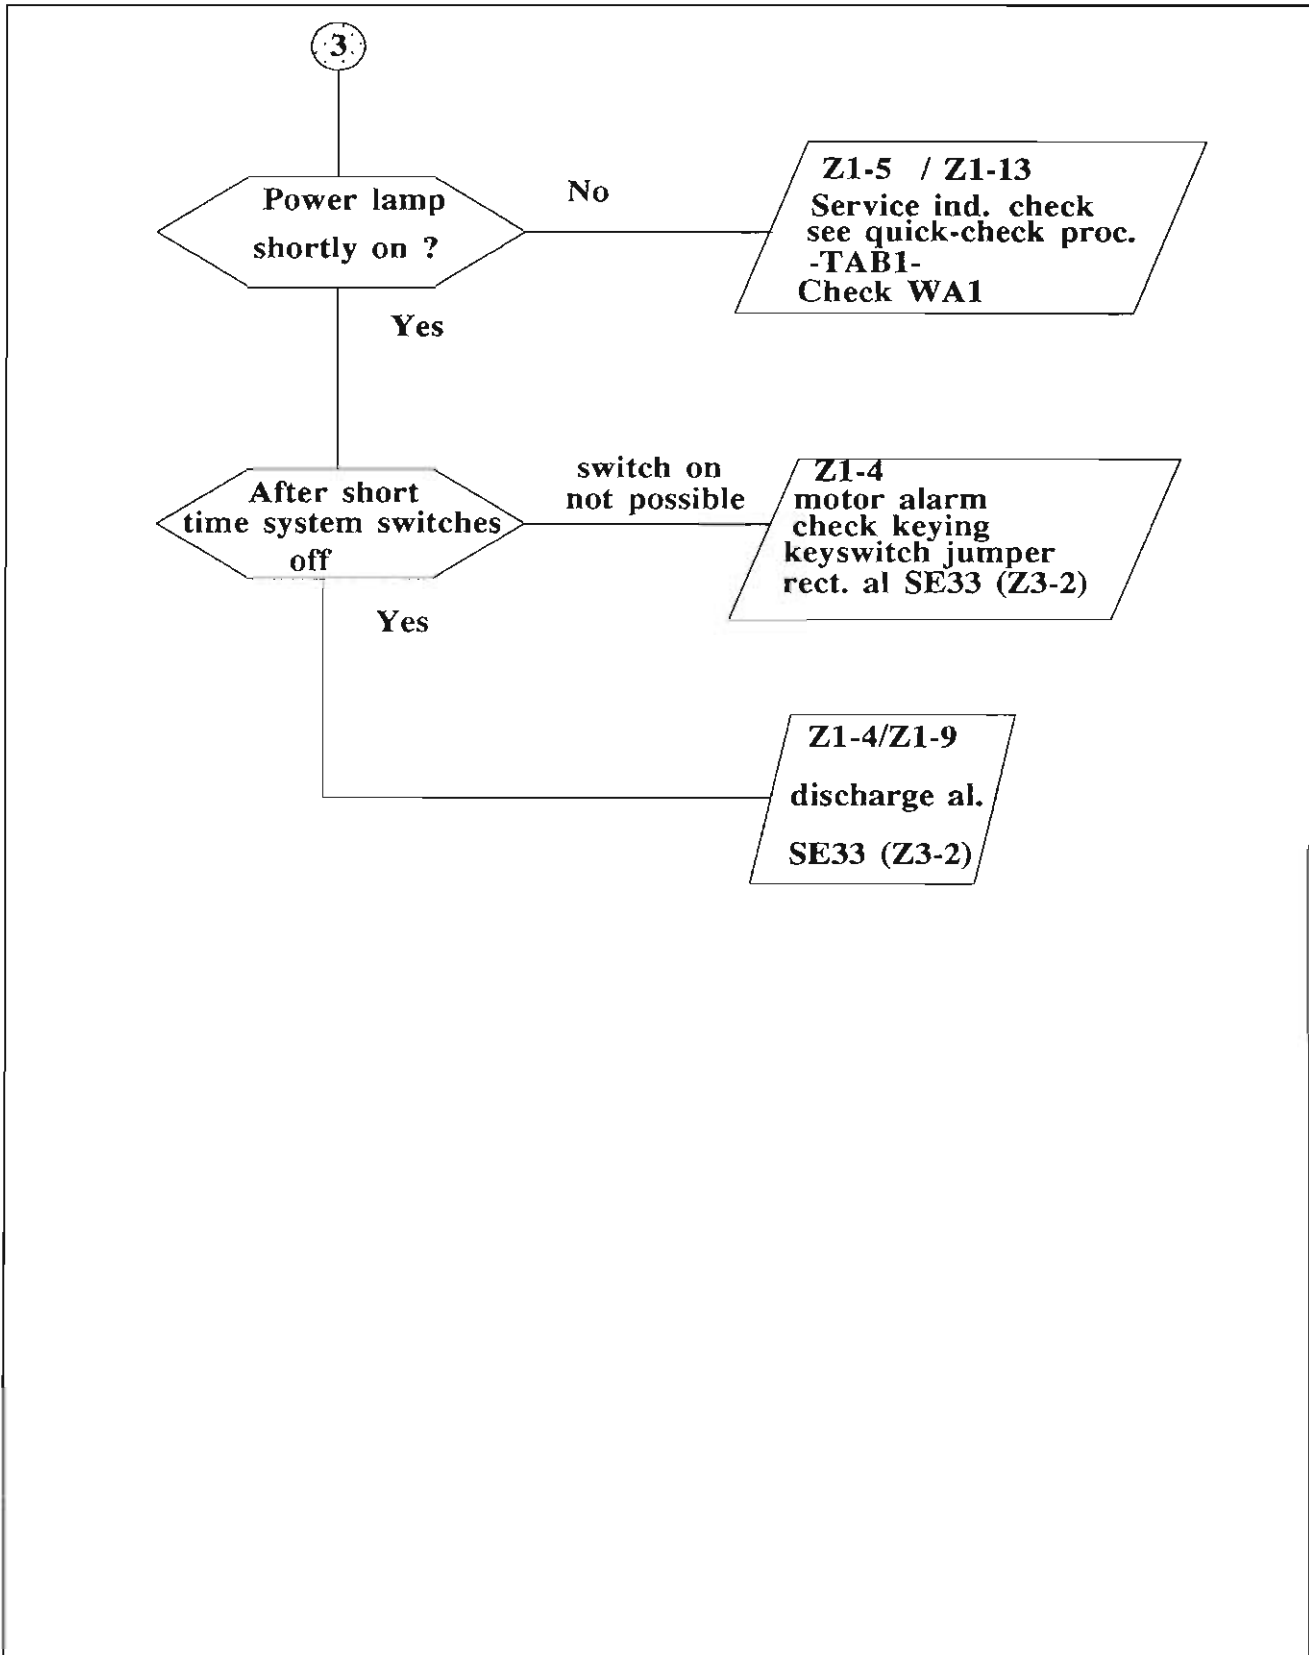 3
Power lamp
shortly on ?
No
Z1-5 / Z1-13
Service ind. check
see quick-check proc.
-TAB1-
Check WA1
Yes
After short
time system switches
off
switch on
not possible
Z1-4
motor alarm
check keying
keyswitch jumper
rect. al SE33 (Z3-2)
Yes
Z1-4/Z1-9
discharge al.
SE33 (Z3-2)